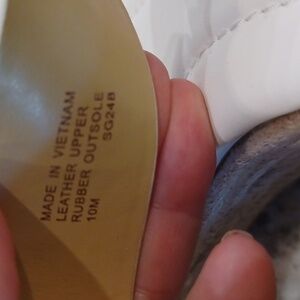 MADE IN VIETNAM
LEATHER UPPER
RUBBER OUTSOLE
10M SG24B